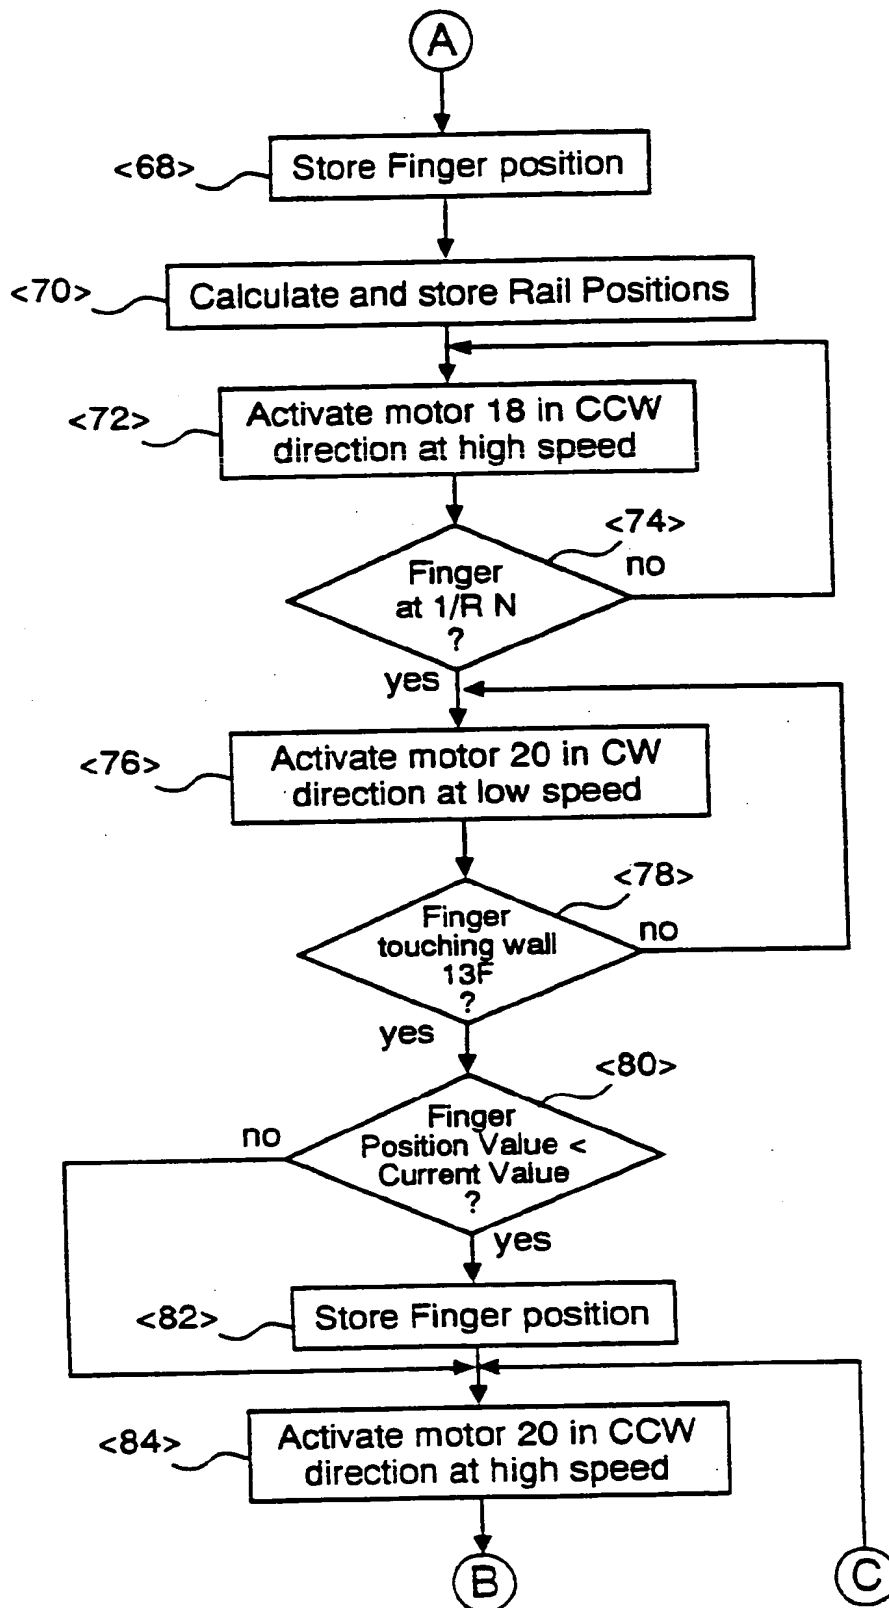 A
<68>
Store Finger position
<70>
Calculate and store Rail Positions
<72>
Activate motor 18 in CCW
direction at high speed
<74>
Finger
at 1/R N
?
no
yes
<76>
Activate motor 20 in CW
direction at low speed
<78>
Finger
touching wall
13F
?
no
yes
<80>
Finger
Position Value <
Current Value
?
no
yes
<82>
Store Finger position
<84>
Activate motor 20 in CCW
direction at high speed
B
C